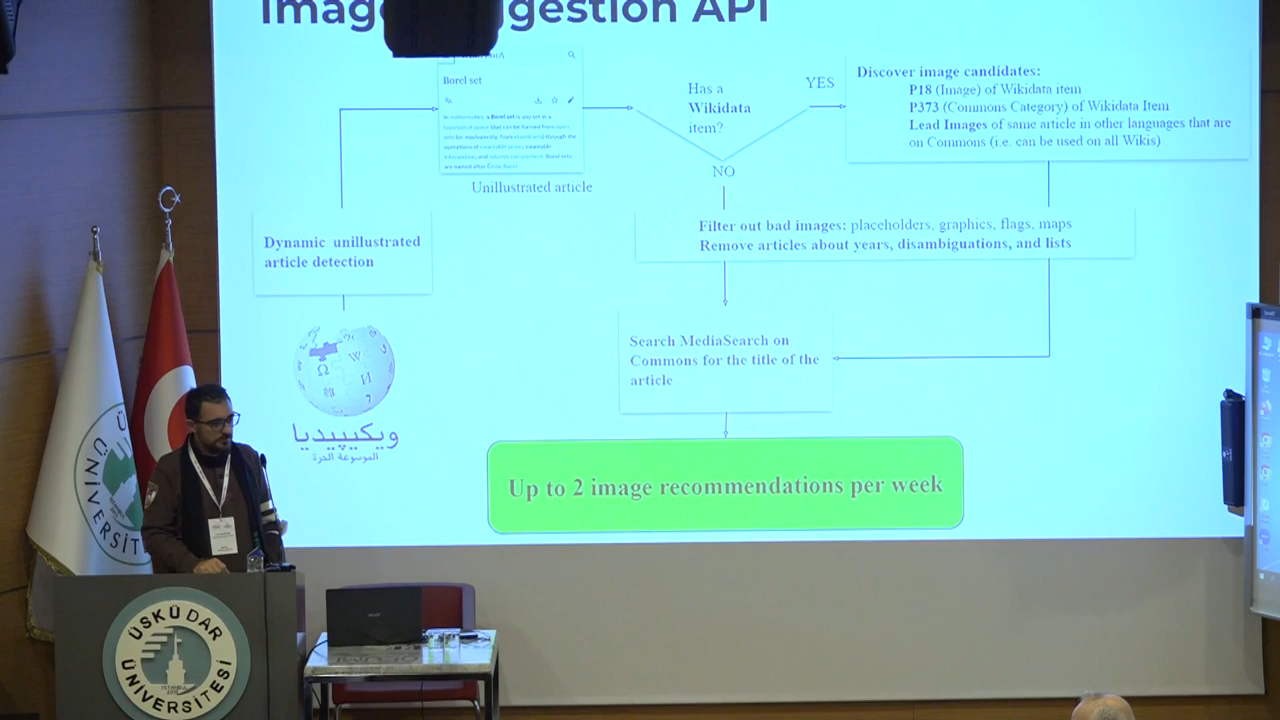 Image
gestion API
Borel set
Unillustrated article
Has a
Wikidata
item?
YES
NO
Discover image candidates:
P18 (Image) of Wikidata item
P373 (Commons Category) of Wikidata Item
Lead Images of same article in other languages that are
on Commons (i.e. can be used on all Wikis)
Dynamic unillustrated
article detection
Filter out bad images: placeholders, graphics, flags, maps
Remove articles about years, disambiguations, and lists
Search MediaSearch on
Commons for the title of the
article
Ω
W
И
ويكيبيديا
الموسوعة الحرة
Up to 2 image recommendations per week
ÜSKÜDAR
ÜNİVERSİTESİ
İSTANBUL
ÜNİVERSİT